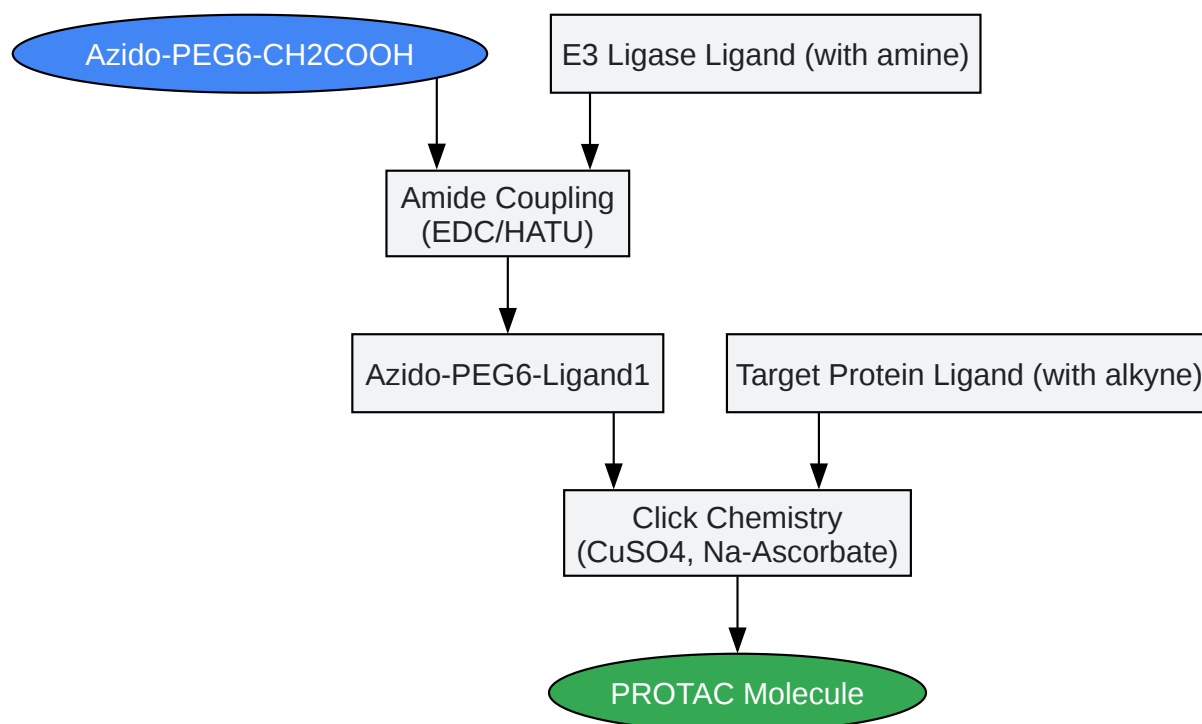 Azido-PEG6-CH2COOH
E3 Ligase Ligand (with amine)
Amide Coupling
(EDC/HATU)
Azido-PEG6-Ligand1
Target Protein Ligand (with alkyne)
Click Chemistry
(CuSO4, Na-Ascorbate)
PROTAC Molecule